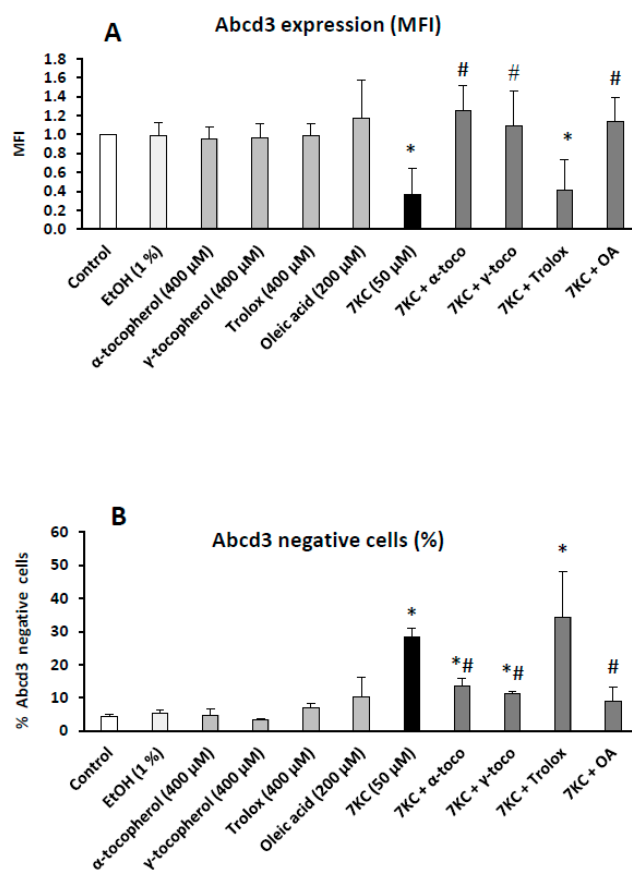 A
Abcd3 expression (MFI)
MFI
1.8
1.6
1.4
1.2
1.0
0.8
0.6
0.4
0.2
0.0
*
#
#
*
#
Control
EtOH (1 %)
α-tocopherol (400 µM)
γ-tocopherol (400 µM)
Trolox (400 µM)
Oleic acid (200 µM)
7KC (50 µM)
7KC + α-toco
7KC + γ-toco
7KC + Trolox
7KC + OA
B
Abcd3 negative cells (%)
% Abcd3 negative cells
60
50
40
30
20
10
0
*
*#
*#
*
#
Control
EtOH (1 %)
α-tocopherol (400 µM)
γ-tocopherol (400 µM)
Trolox (400 µM)
Oleic acid (200 µM)
7KC (50 µM)
7KC + α-toco
7KC + γ-toco
7KC + Trolox
7KC + OA